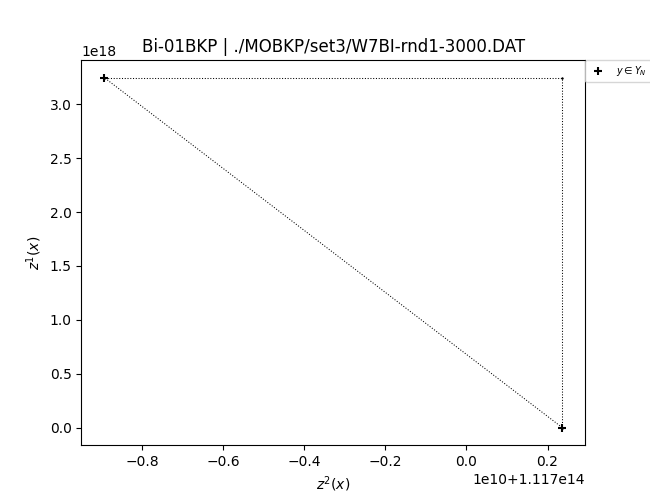 Bi-01BKP | ./MOBKP/set3/W7BI-rnd1-3000.DAT
1e18
y ∈ Y_N
3.0
2.5
2.0
1.5
1.0
0.5
0.0
z^1(x)
−0.8 −0.6 −0.4 −0.2 0.0 0.2
1e10+1.117e14
z^2(x)